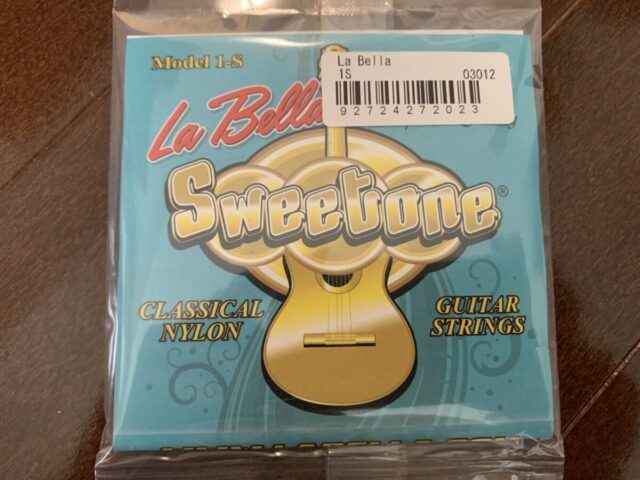 Model 1-S
La Bella
1S 03012
92724272023
La Bella
Sweetone®
CLASSICAL
NYLON
GUITAR
STRINGS